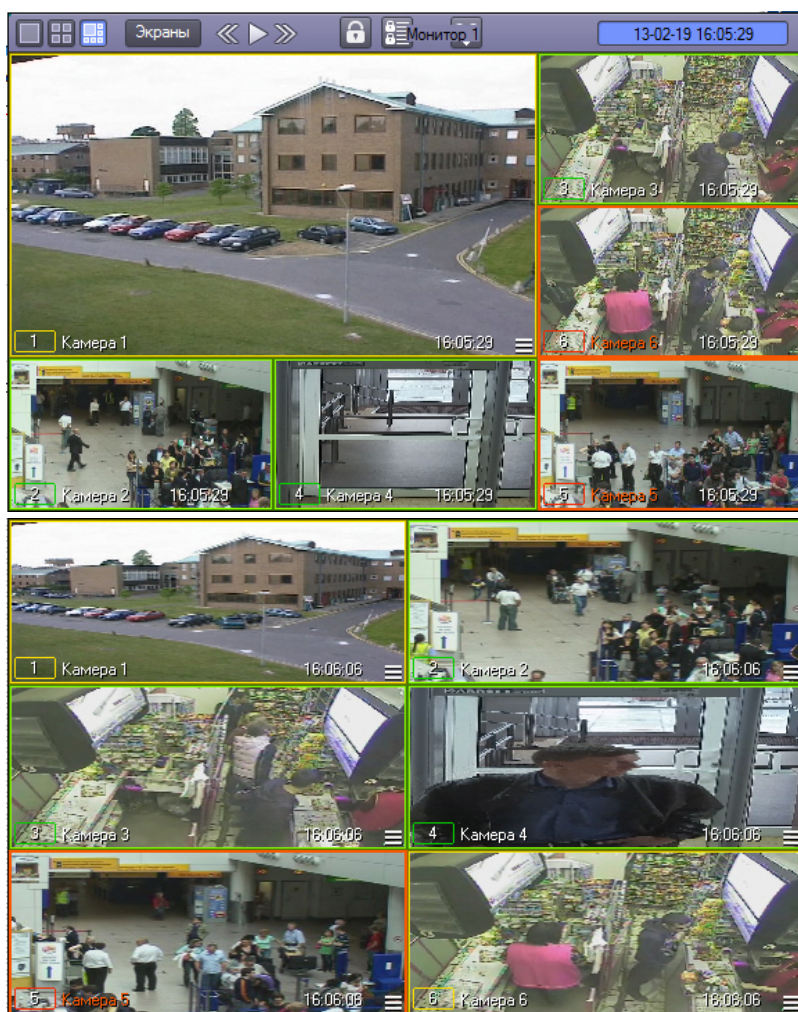 Экраны Монитор 1 13-02-19 16:05:29
3 Камера 3 16:05:29
1 Камера 1 16:05:29
6 Камера 6 16:05:29
2 Камера 2 16:05:29
4 Камера 4 16:05:29
5 Камера 5 16:05:29
1 Камера 1 16:06:06
2 Камера 2 16:06:06
3 Камера 3 16:06:06
4 Камера 4 16:06:06
5 Камера 5 16:06:06
6 Камера 6 16:06:06